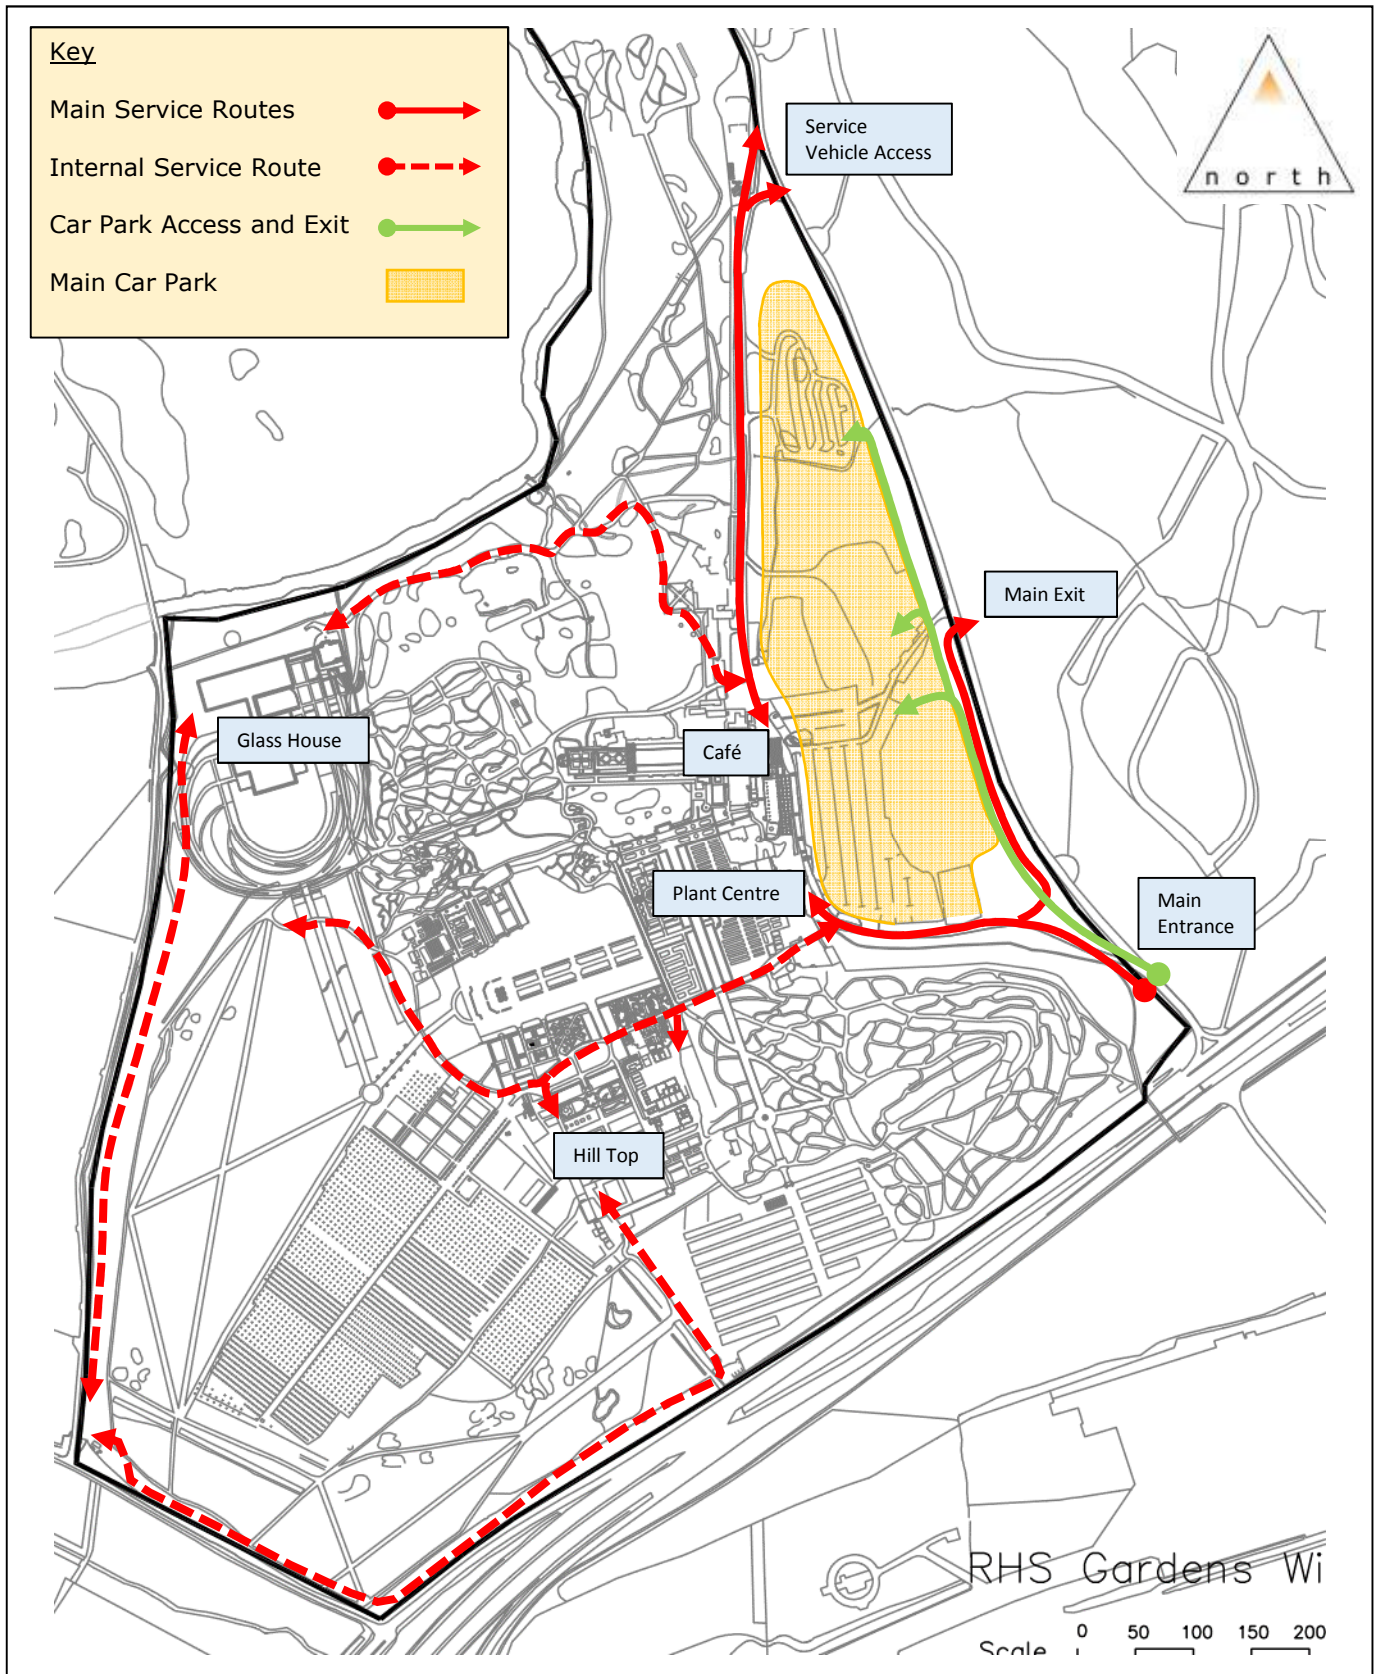 Key
Main Service Routes
Internal Service Route
Car Park Access and Exit
Main Car Park
Service
Vehicle Access
north
Main Exit
Glass House
Café
Plant Centre
Main
Entrance
Hill Top
RHS Gardens Wi
Scale 0 50 100 150 200